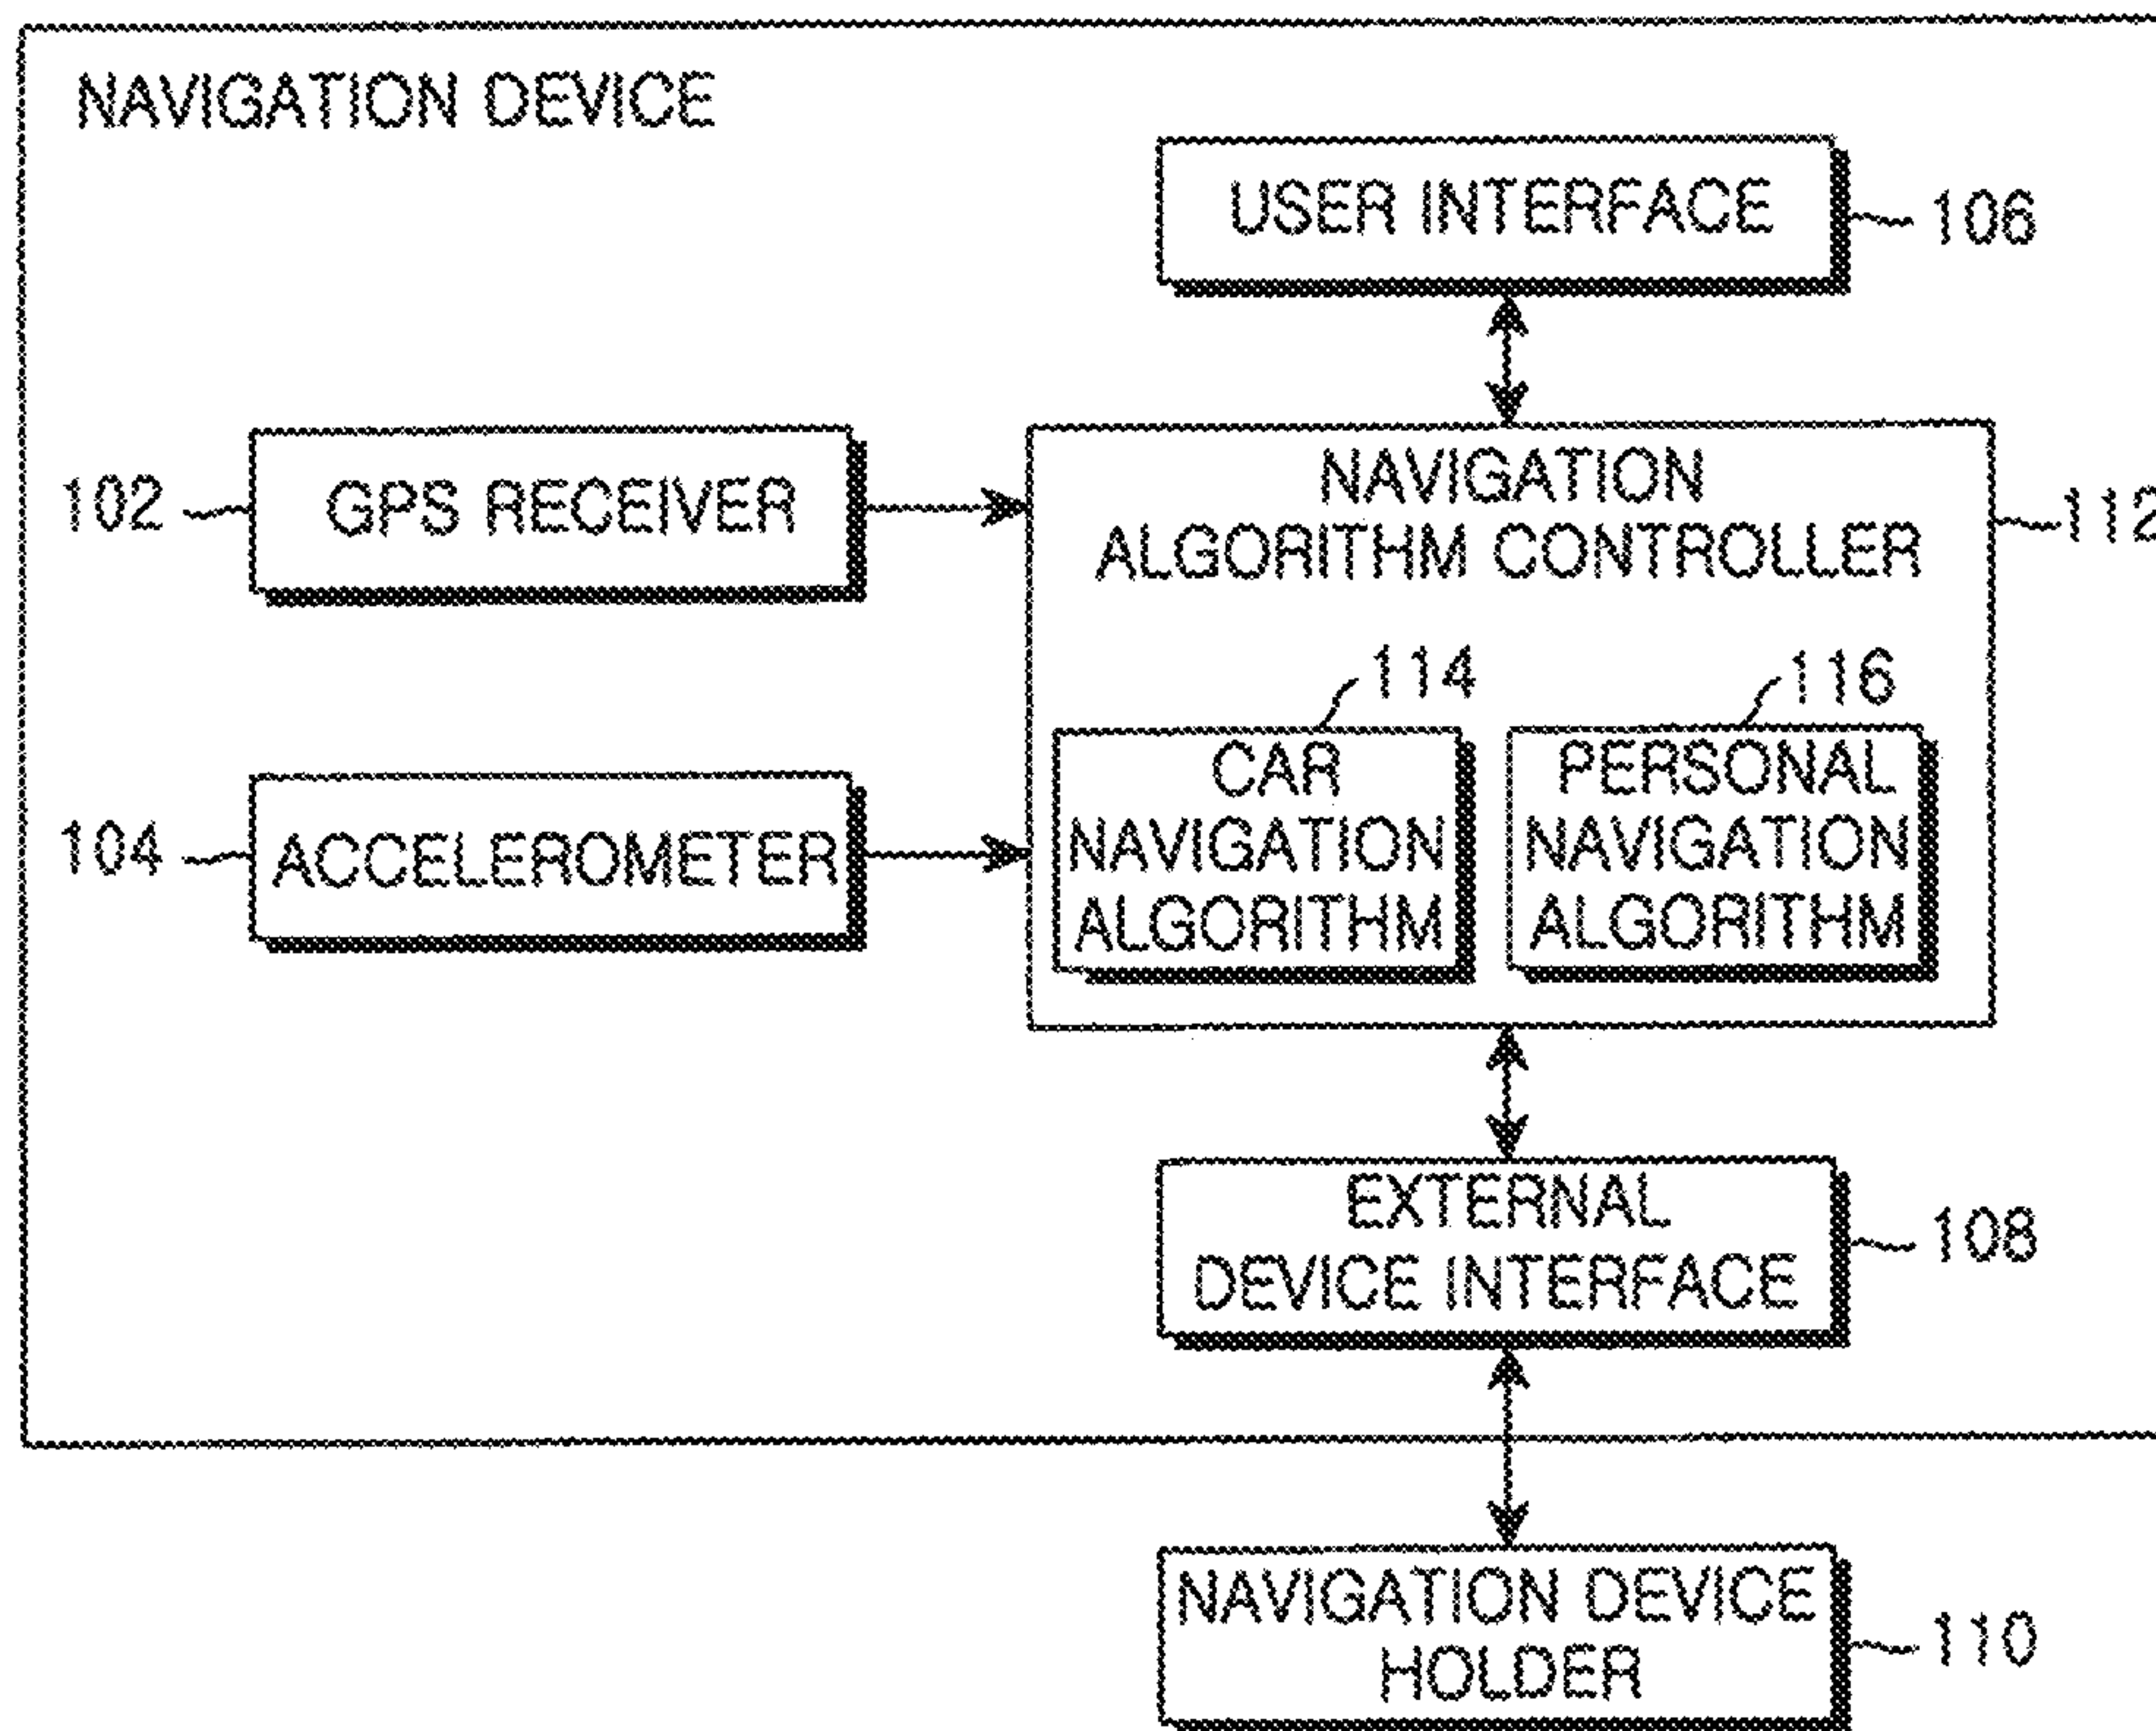 NAVIGATION DEVICE
USER INTERFACE
106
102
GPS RECEIVER
NAVIGATION
ALGORITHM CONTROLLER
112
114
116
104
ACCELEROMETER
CAR
NAVIGATION
ALGORITHM
PERSONAL
NAVIGATION
ALGORITHM
EXTERNAL
DEVICE INTERFACE
108
NAVIGATION DEVICE
HOLDER
110